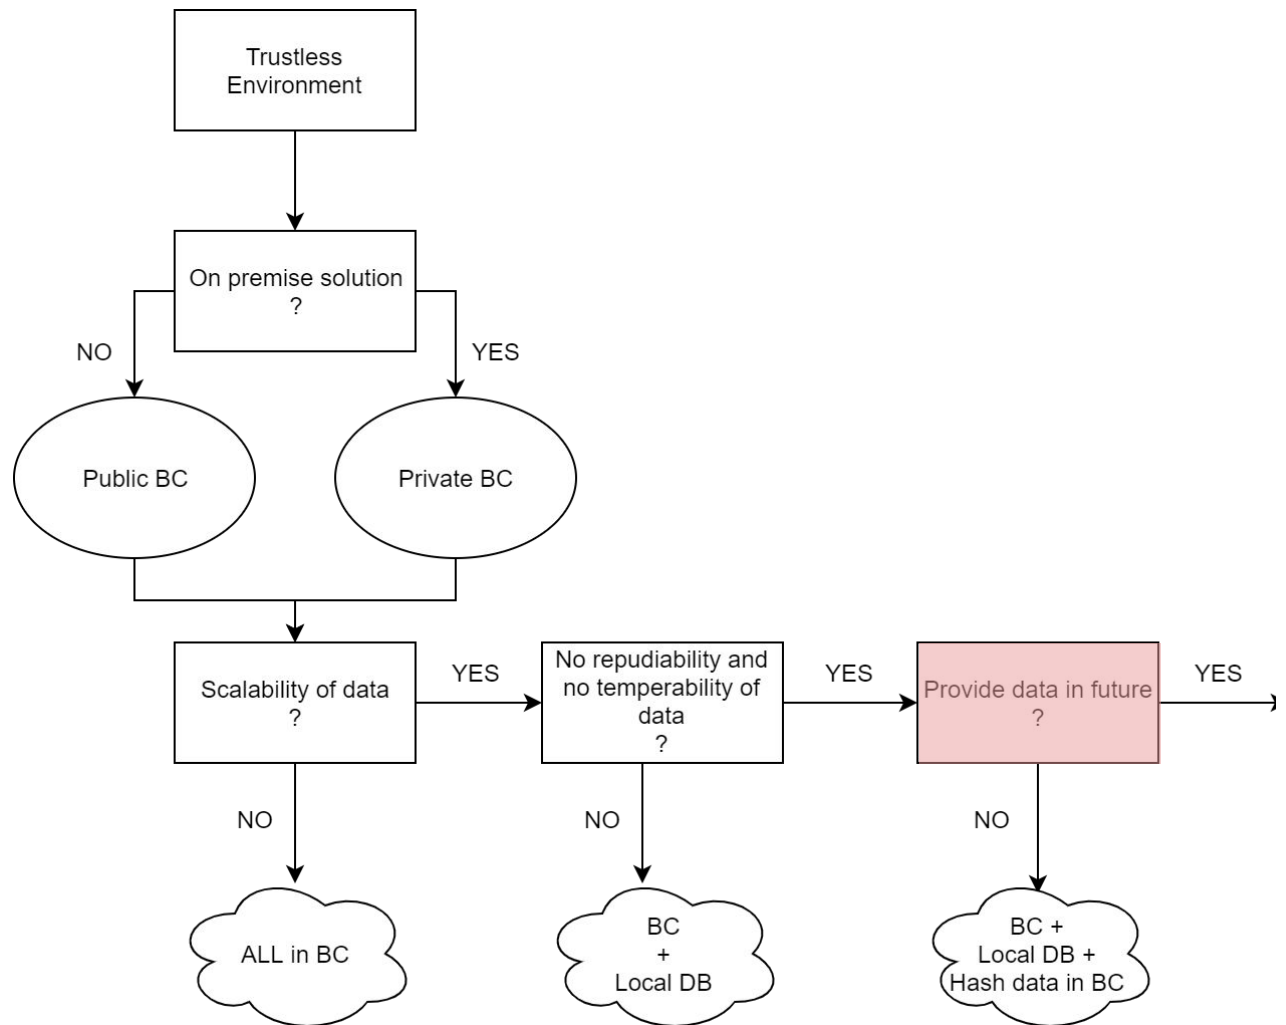 Trustless
Environment
On premise solution
?
NO
YES
Public BC
Private BC
Scalability of data
?
YES
No repudiability and
no temperability of
data
?
YES
Provide data in future
?
YES
NO
NO
NO
ALL in BC
BC
+
Local DB
BC +
Local DB +
Hash data in BC